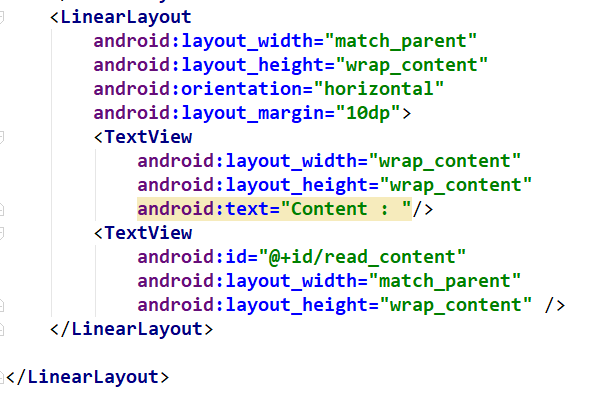 <LinearLayout
android:layout_width="match_parent"
android:layout_height="wrap_content"
android:orientation="horizontal"
android:layout_margin="10dp">
<TextView
android:layout_width="wrap_content"
android:layout_height="wrap_content"
android:text="Content : "/>
<TextView
android:id="@+id/read_content"
android:layout_width="match_parent"
android:layout_height="wrap_content" />
</LinearLayout>
</LinearLayout>